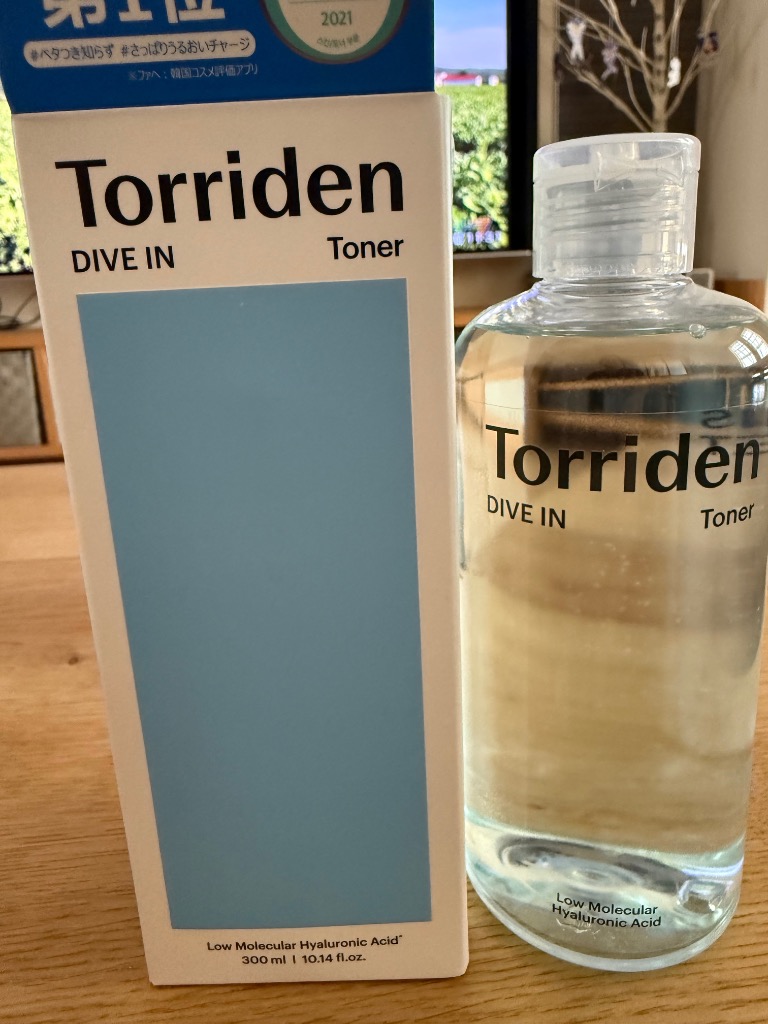 第1位
#ベタつき知らず #さっぱりうるおいチャージ
※ファヘ:韓国コスメ評価アプリ
2021
Torriden
DIVE IN
Toner
Low Molecular Hyaluronic Acid*
300 ml | 10.14 fl.oz.
Torriden
DIVE IN
Toner
Low Molecular
Hyaluronic Acid